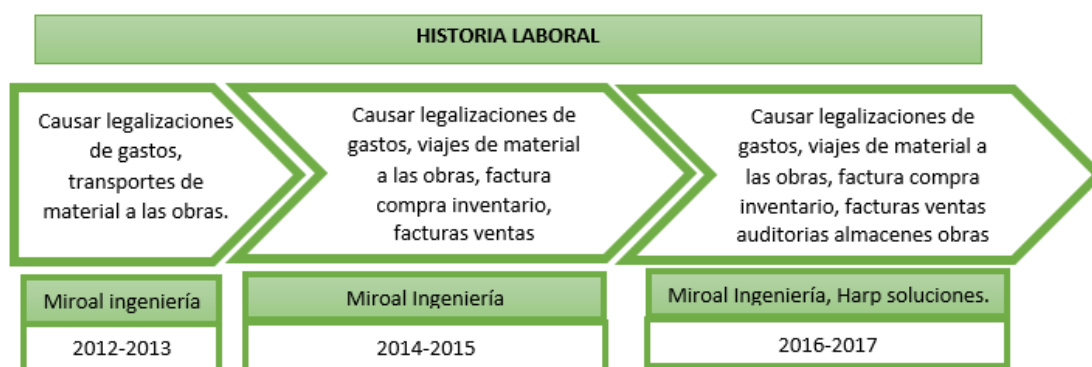 HISTORIA LABORAL
Causar legalizaciones
de gastos,
transportes de
material a las obras.
Causar legalizaciones de
gastos, viajes de material
a las obras, factura
compra inventario,
facturas ventas
Causar legalizaciones de
gastos, viajes de material a
las obras, factura compra
inventario, facturas ventas
auditorias almacenes obras
Miroal ingeniería
2012-2013
Miroal Ingeniería
2014-2015
Miroal Ingeniería, Harp soluciones.
2016-2017